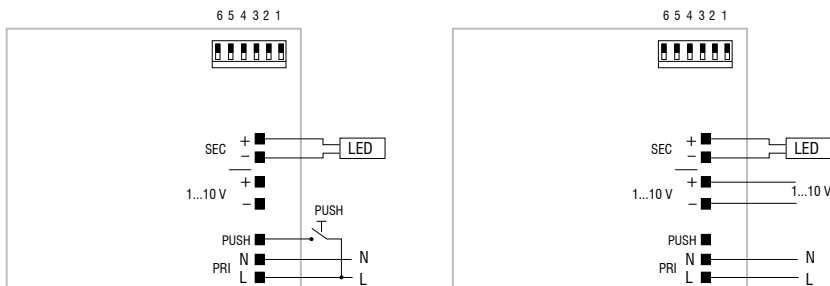 6 5 4 3 2 1
SEC + LED
−
1...10 V +
−
PUSH
PUSH
PRI N N
L L
6 5 4 3 2 1
SEC + LED
−
1...10 V + 1...10 V
−
PUSH
PRI N N
L L